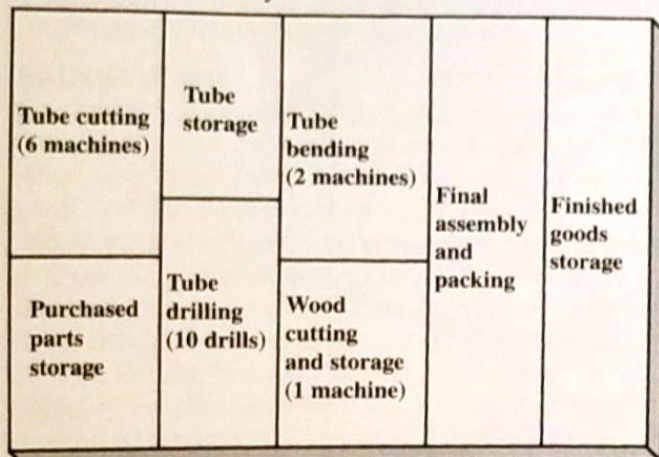 Tube cutting
(6 machines)
Purchased
parts
storage
Tube
storage
Tube
drilling
(10 drills)
Tube
bending
(2 machines)
Wood
cutting
and storage
(1 machine)
Final
assembly
and
packing
Finished
goods
storage